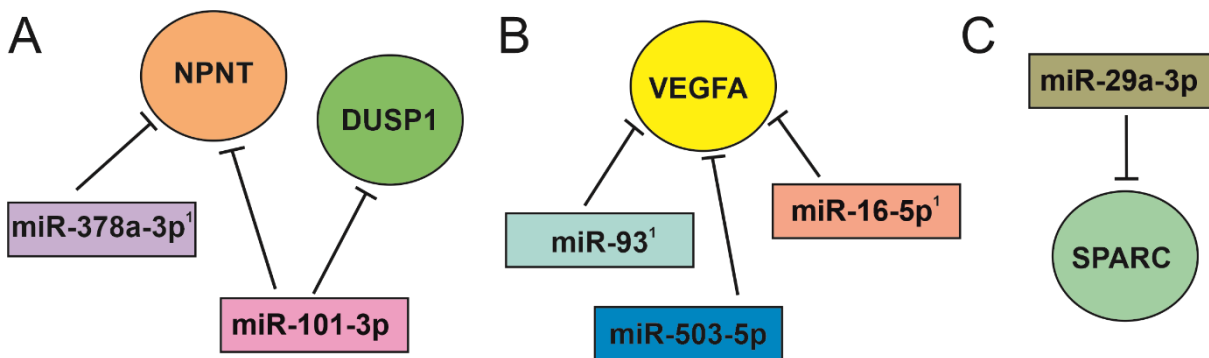 A
NPNT
DUSP1
miR-378a-3p¹
miR-101-3p
B
VEGFA
miR-93¹
miR-16-5p¹
miR-503-5p
C
miR-29a-3p
SPARC